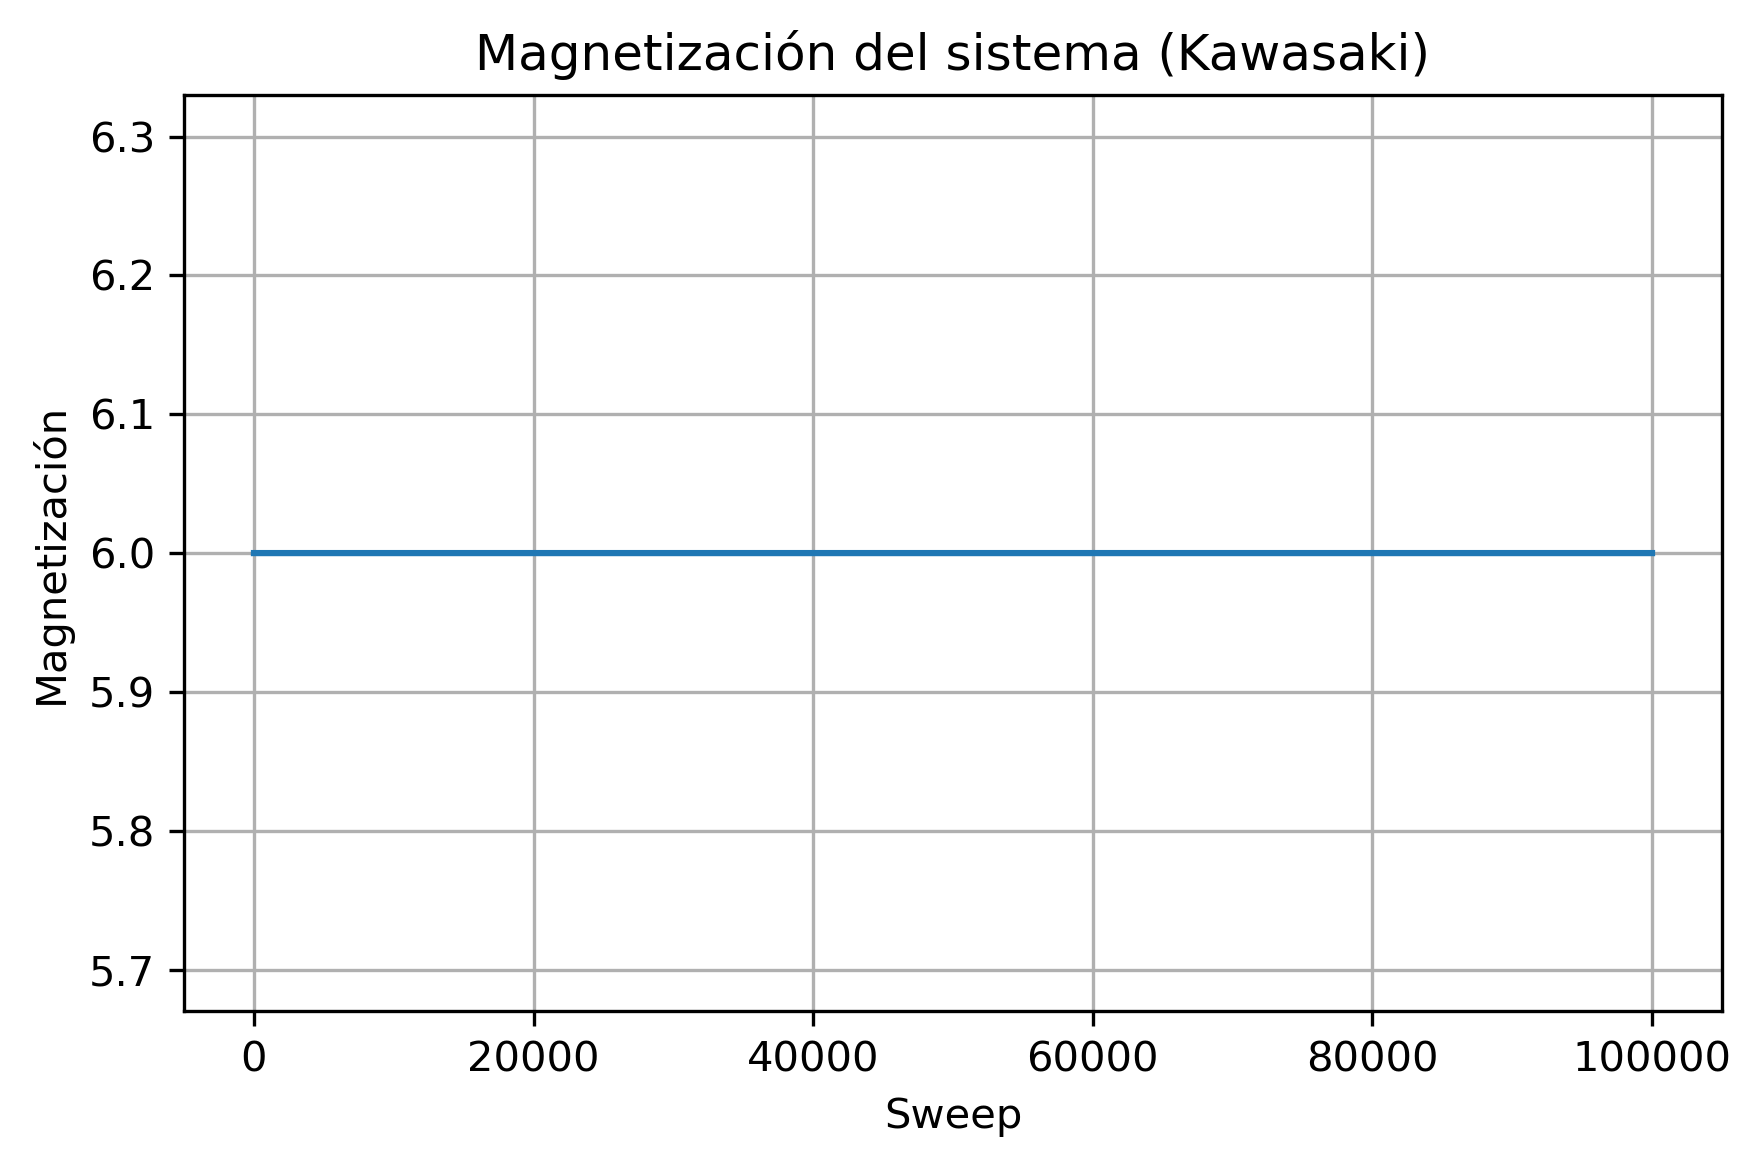 Magnetización del sistema (Kawasaki)
6.3
6.2
6.1
6.0
5.9
5.8
5.7
Magnetización
0 20000 40000 60000 80000 100000
Sweep